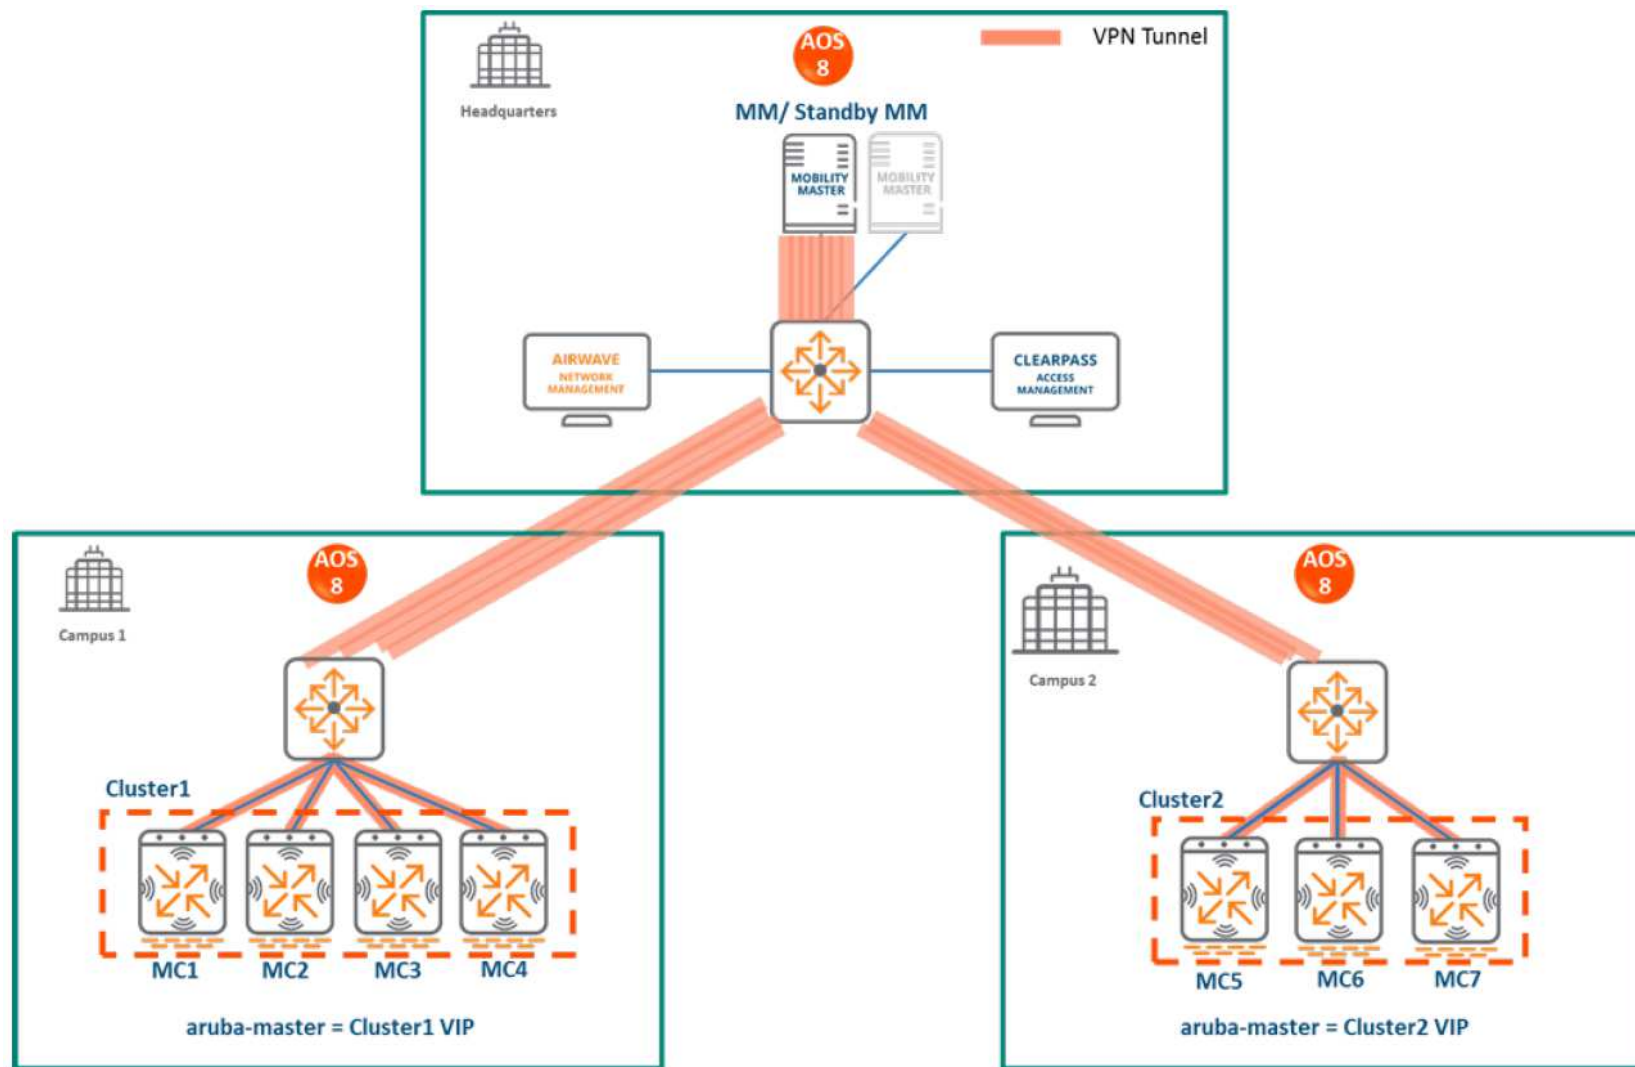 Headquarters
AOS
8
VPN Tunnel
MM/ Standby MM
MOBILITY
MASTER
MOBILITY
MASTER
AIRWAVE
NETWORK
MANAGEMENT
CLEARPASS
ACCESS
MANAGEMENT
Campus 1
AOS
8
Cluster1
MC1
MC2
MC3
MC4
aruba-master = Cluster1 VIP
Campus 2
AOS
8
Cluster2
MC5
MC6
MC7
aruba-master = Cluster2 VIP